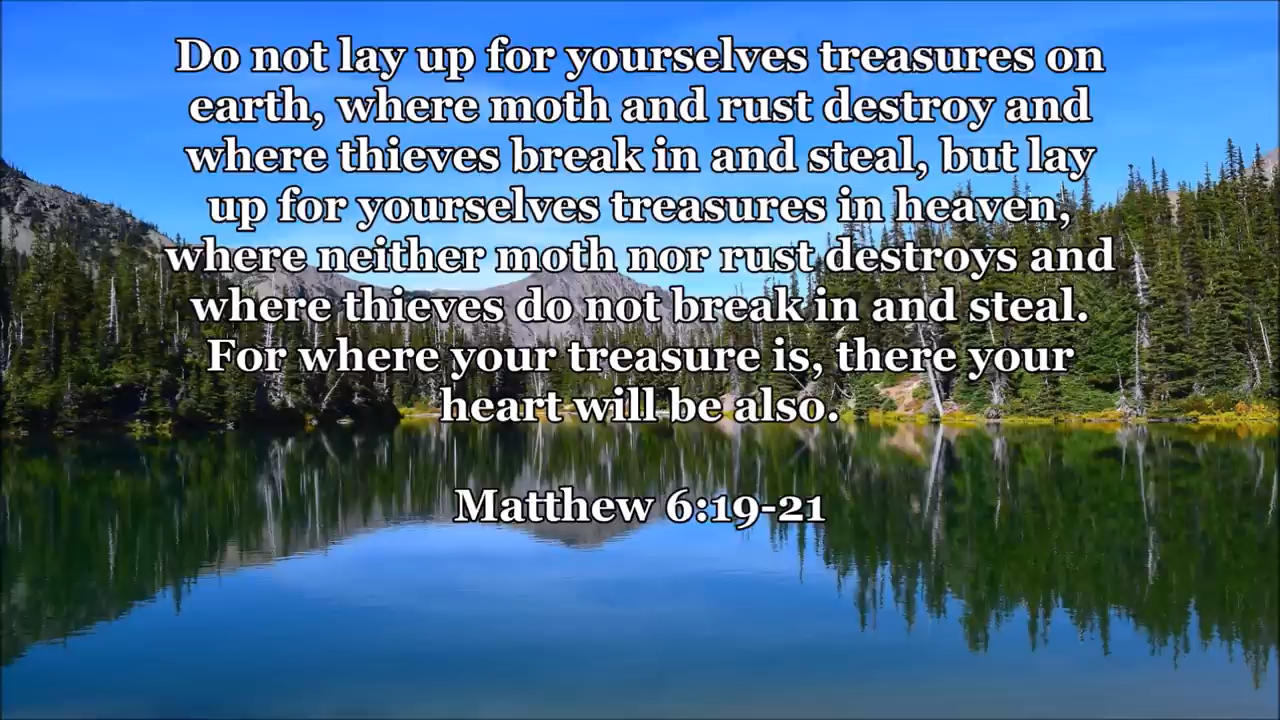 Do not lay up for yourselves treasures on
earth, where moth and rust destroy and
where thieves break in and steal, but lay
up for yourselves treasures in heaven,
where neither moth nor rust destroys and
where thieves do not break in and steal.
For where your treasure is, there your
heart will be also.
Matthew 6:19-21